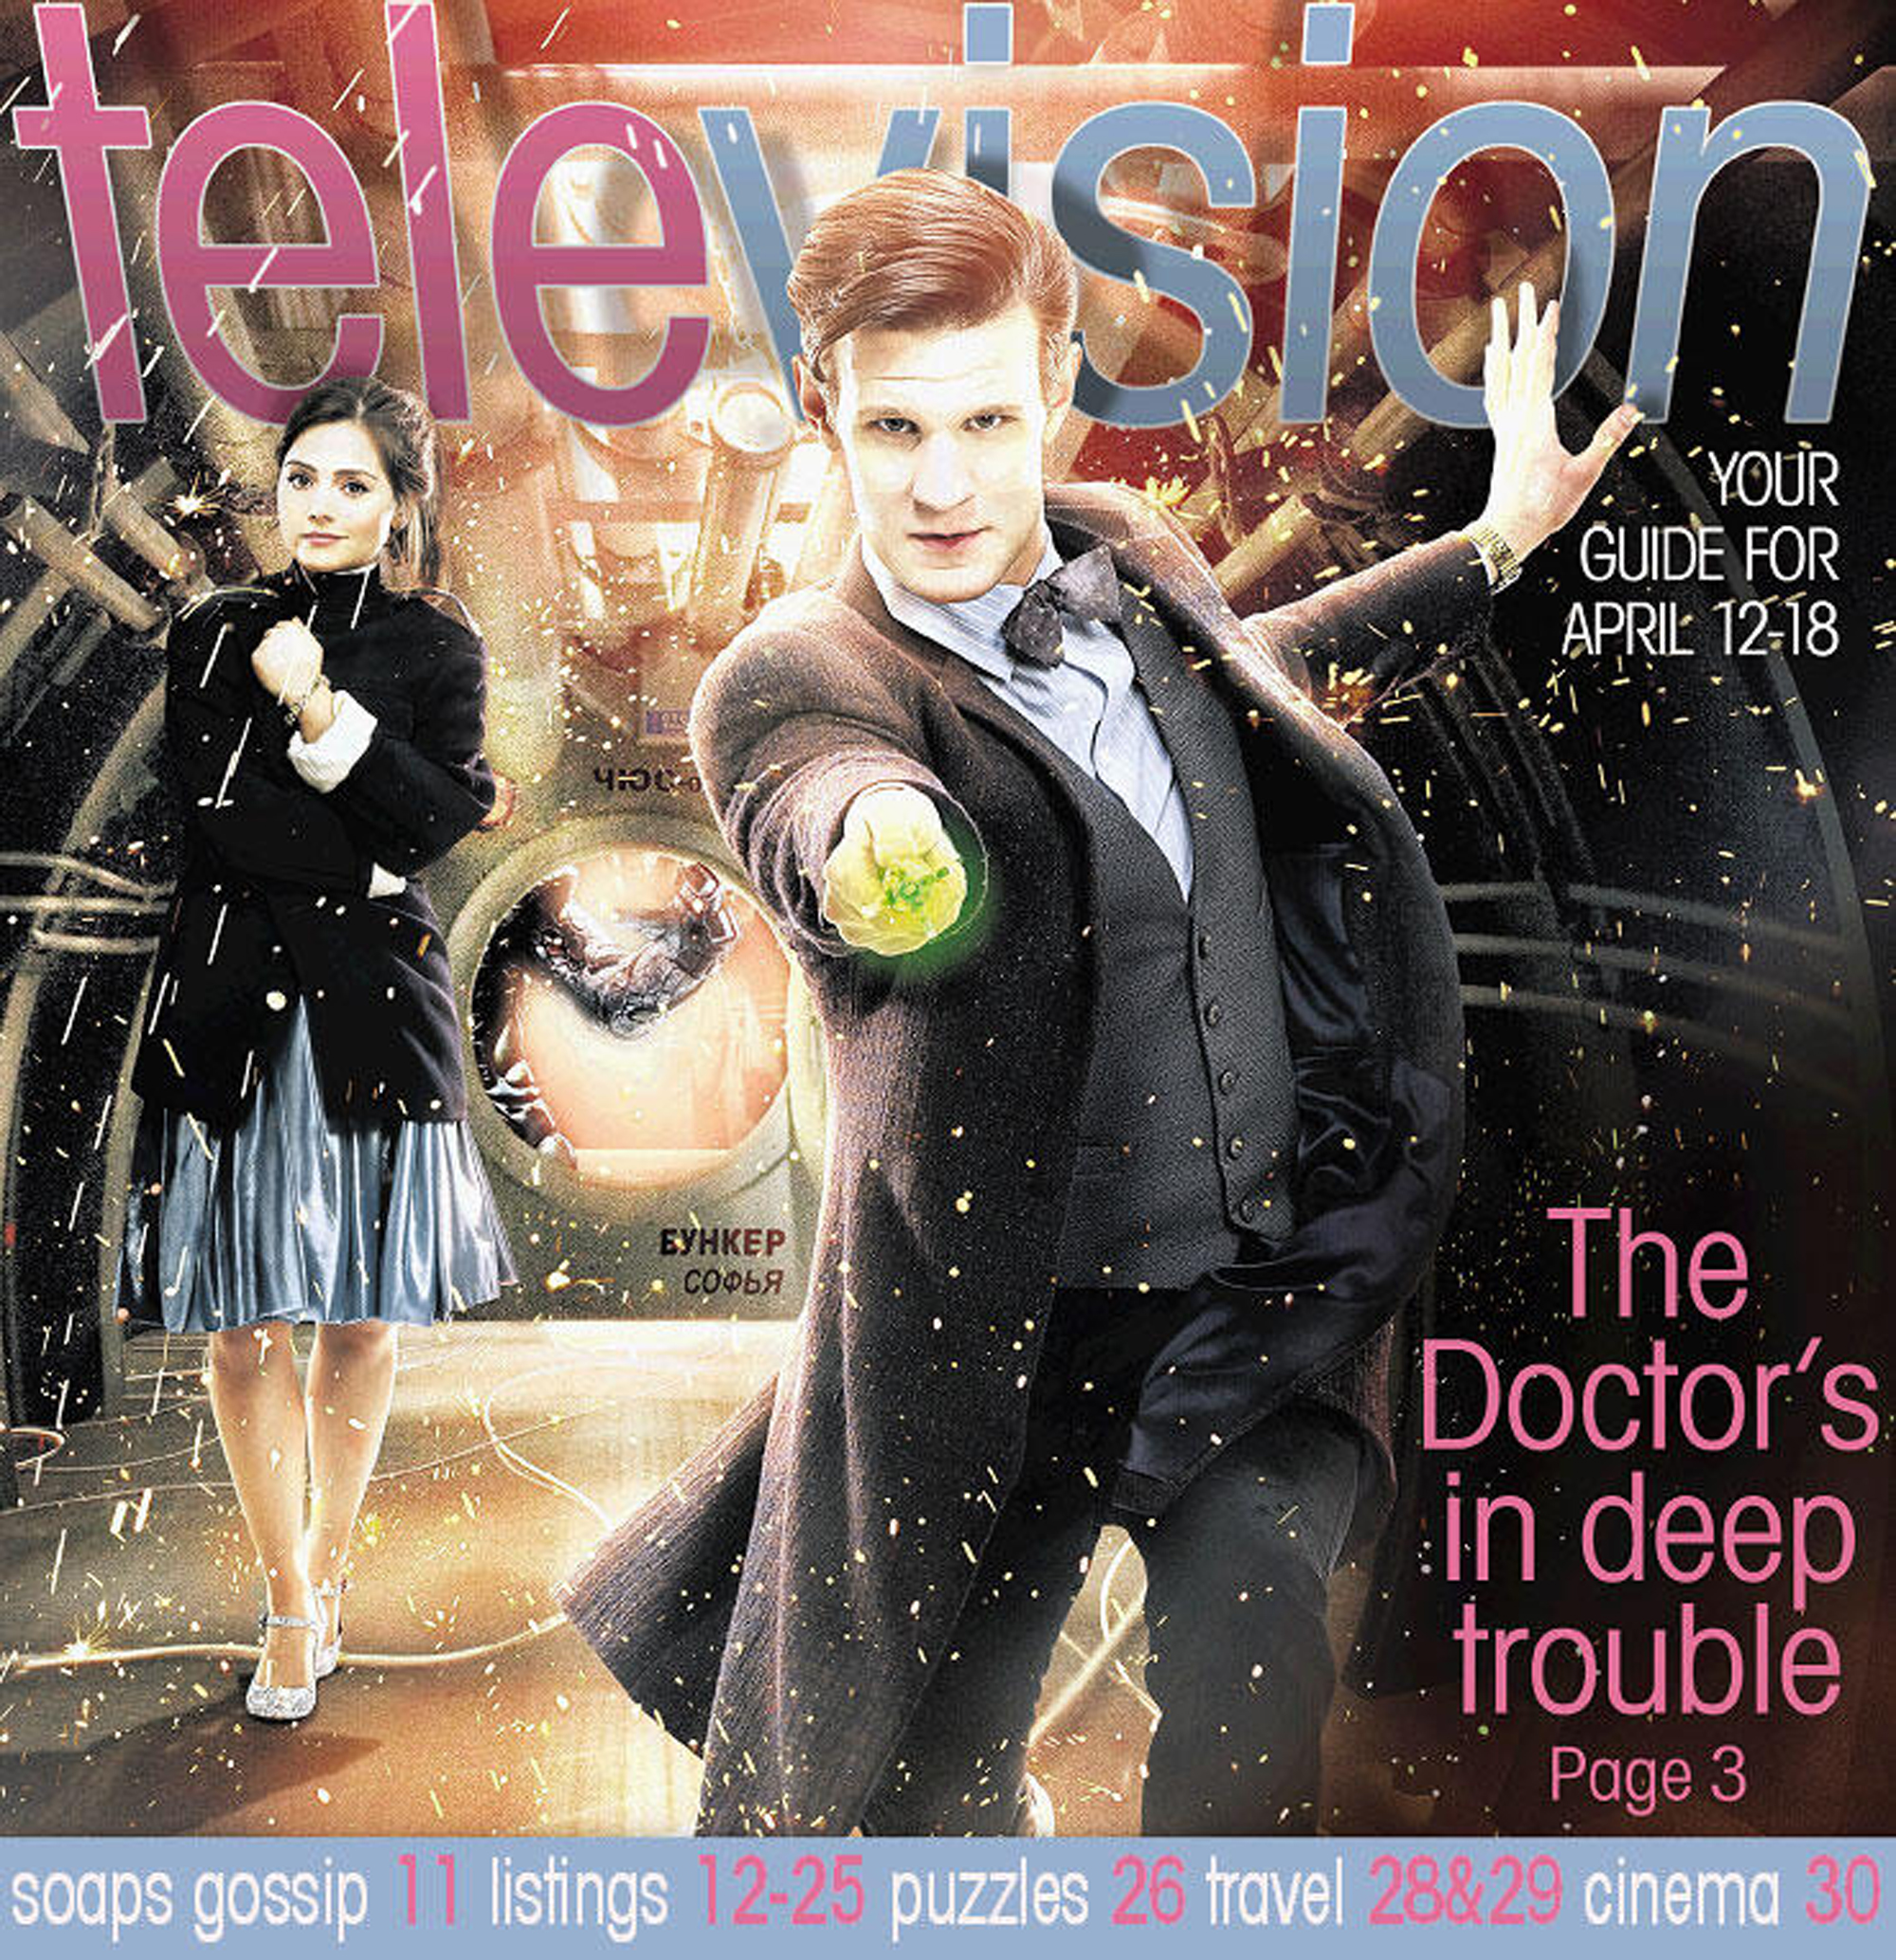 television
YOUR
GUIDE FOR
APRIL 12-18
БУНКЕР
СОФЬЯ
The
Doctor's
in deep
trouble
Page 3
soaps gossip 11 listings 12-25 puzzles 26 travel 28&29 cinema 30